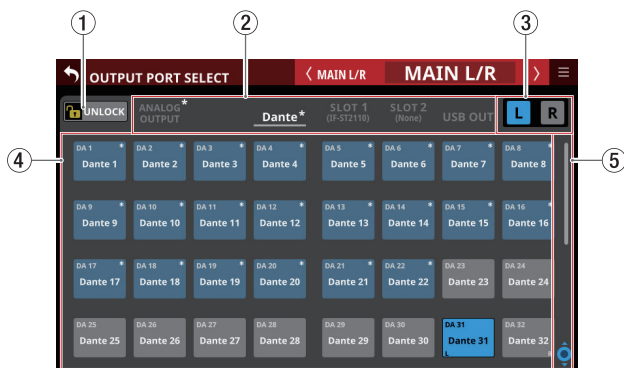 1 2 3
OUTPUT PORT SELECT MAIN L/R MAIN L/R
UNLOCK ANALOG* OUTPUT Dante* SLOT 1 (IF-ST2110) SLOT 2 (None) USB OUT L R
4 5
DA 1 * DA 2 * DA 3 * DA 4 * DA 5 * DA 6 * DA 7 * DA 8 *
Dante 1 Dante 2 Dante 3 Dante 4 Dante 5 Dante 6 Dante 7 Dante 8
DA 9 * DA 10 * DA 11 * DA 12 * DA 13 * DA 14 * DA 15 * DA 16 *
Dante 9 Dante 10 Dante 11 Dante 12 Dante 13 Dante 14 Dante 15 Dante 16
DA 17 * DA 18 * DA 19 * DA 20 * DA 21 * DA 22 * DA 23 DA 24
Dante 17 Dante 18 Dante 19 Dante 20 Dante 21 Dante 22 Dante 23 Dante 24
DA 25 DA 26 DA 27 DA 28 DA 29 DA 30 DA 31 DA 32
Dante 25 Dante 26 Dante 27 Dante 28 Dante 29 Dante 30 Dante 31 Dante 32
L